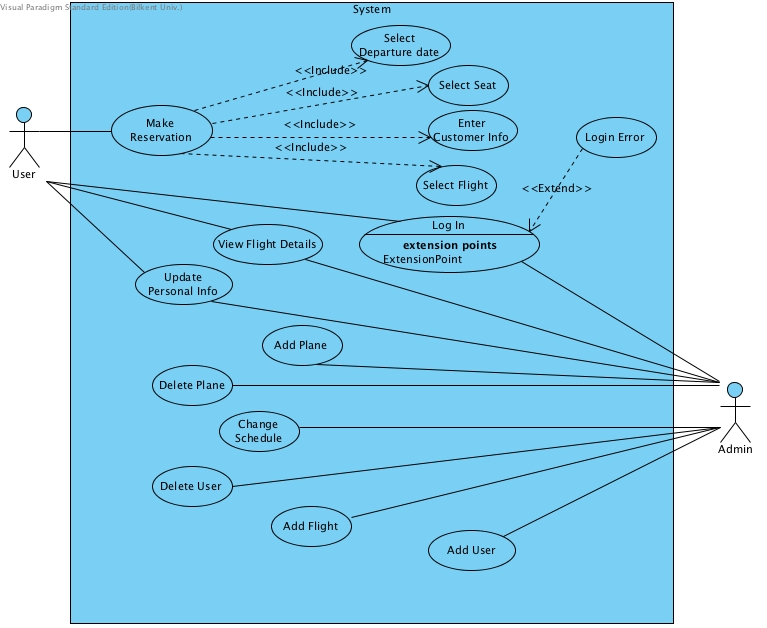 Visual Paradigm Standard Edition(Bilkent Univ.)
System
Select
Departure date
<<Include>>
Select Seat
<<Include>>
Make
Reservation
<<Include>>
Enter
Customer Info
Login Error
<<Include>>
User
Select Flight
<<Extend>>
Log In
extension points
ExtensionPoint
View Flight Details
Update
Personal Info
Add Plane
Delete Plane
Change
Schedule
Admin
Delete User
Add Flight
Add User